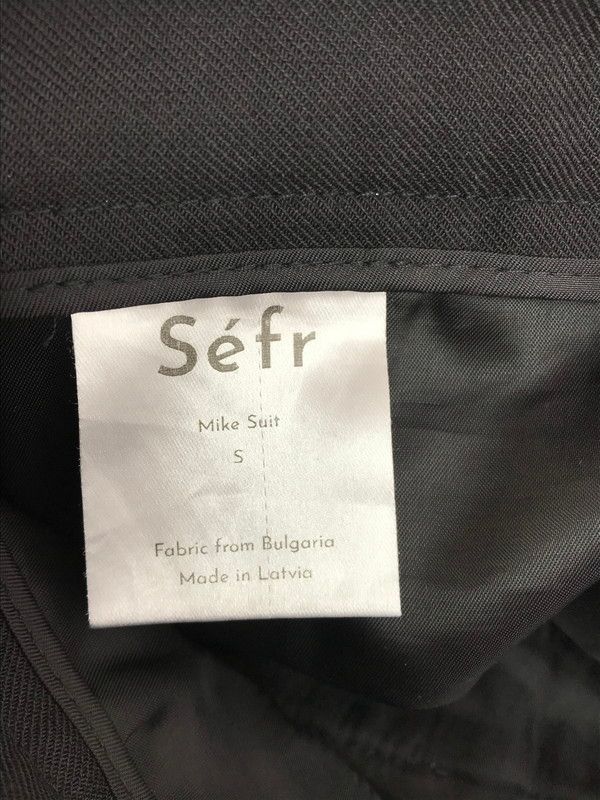 Séfr
Mike Suit
S
Fabric from Bulgaria
Made in Latvia